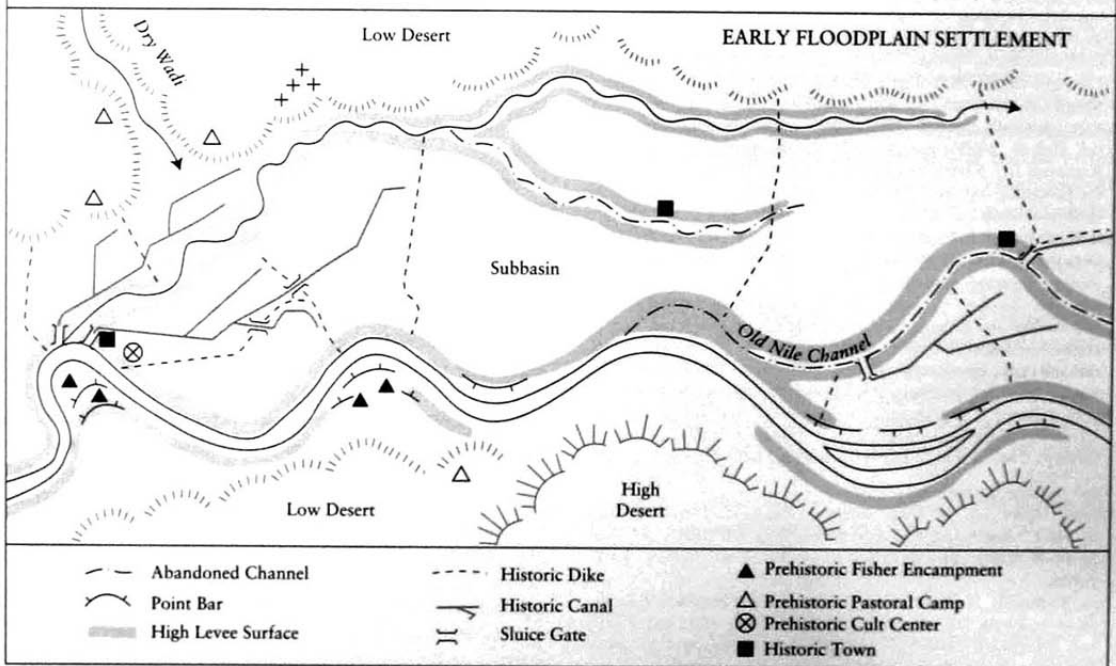 EARLY FLOODPLAIN SETTLEMENT
Low Desert
Dry Wadi
Subbasin
Old Nile Channel
High
Desert
Low Desert
Abandoned Channel
Point Bar
High Levee Surface
Historic Dike
Historic Canal
Sluice Gate
Prehistoric Fisher Encampment
Prehistoric Pastoral Camp
Prehistoric Cult Center
Historic Town